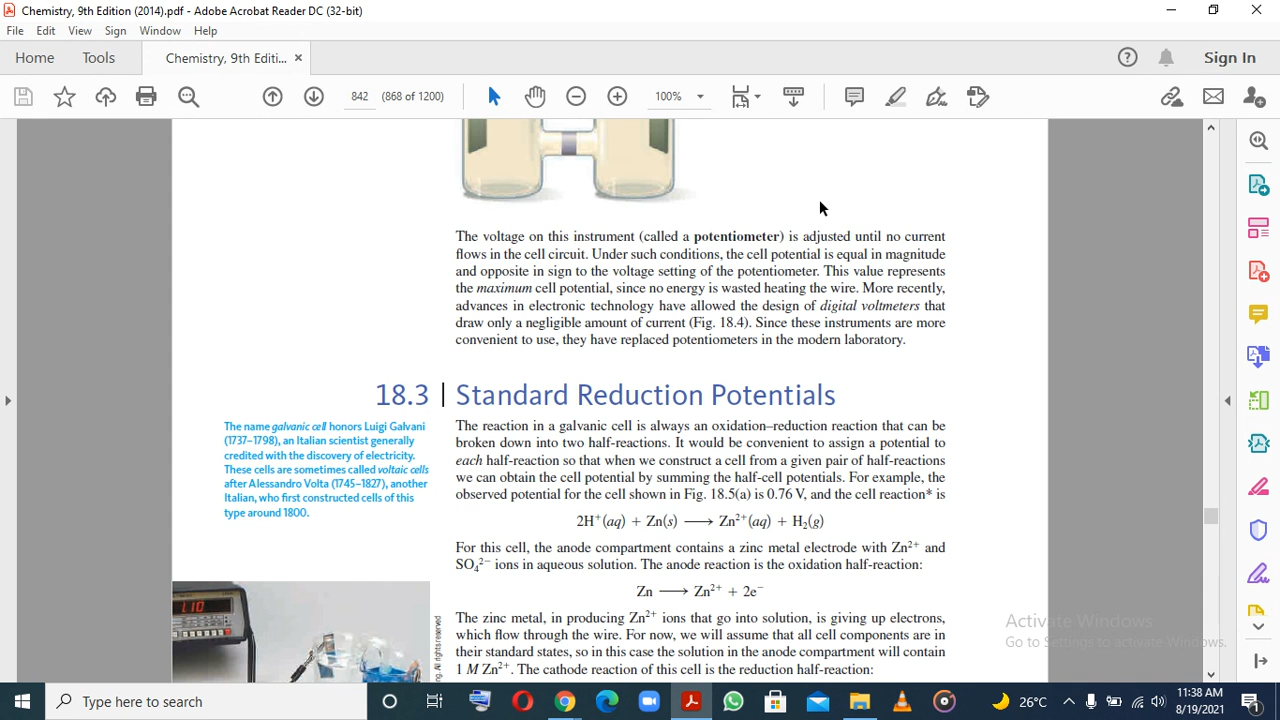 Chemistry, 9th Edition (2014).pdf - Adobe Acrobat Reader DC (32-bit)
File Edit View Sign Window Help
Home Tools Chemistry, 9th Editi... × Sign In
842 (868 of 1200) 100%
The voltage on this instrument (called a potentiometer) is adjusted until no current
flows in the cell circuit. Under such conditions, the cell potential is equal in magnitude
and opposite in sign to the voltage setting of the potentiometer. This value represents
the maximum cell potential, since no energy is wasted heating the wire. More recently,
advances in electronic technology have allowed the design of digital voltmeters that
draw only a negligible amount of current (Fig. 18.4). Since these instruments are more
convenient to use, they have replaced potentiometers in the modern laboratory.
18.3 | Standard Reduction Potentials
The name galvanic cell honors Luigi Galvani
(1737–1798), an Italian scientist generally
credited with the discovery of electricity.
These cells are sometimes called voltaic cells
after Alessandro Volta (1745–1827), another
Italian, who first constructed cells of this
type around 1800.
The reaction in a galvanic cell is always an oxidation–reduction reaction that can be
broken down into two half-reactions. It would be convenient to assign a potential to
each half-reaction so that when we construct a cell from a given pair of half-reactions
we can obtain the cell potential by summing the half-cell potentials. For example, the
observed potential for the cell shown in Fig. 18.5(a) is 0.76 V, and the cell reaction* is
2H⁺(aq) + Zn(s) ⟶ Zn²⁺(aq) + H₂(g)
For this cell, the anode compartment contains a zinc metal electrode with Zn²⁺ and
SO₄²⁻ ions in aqueous solution. The anode reaction is the oxidation half-reaction:
Zn ⟶ Zn²⁺ + 2e⁻
The zinc metal, in producing Zn²⁺ ions that go into solution, is giving up electrons,
which flow through the wire. For now, we will assume that all cell components are in
their standard states, so in this case the solution in the anode compartment will contain
1 M Zn²⁺. The cathode reaction of this cell is the reduction half-reaction:
1.10
ng. All rights reserved
Activate Windows
Go to Settings to activate Windows.
Type here to search
26°C
11:38 AM
8/19/2021
1